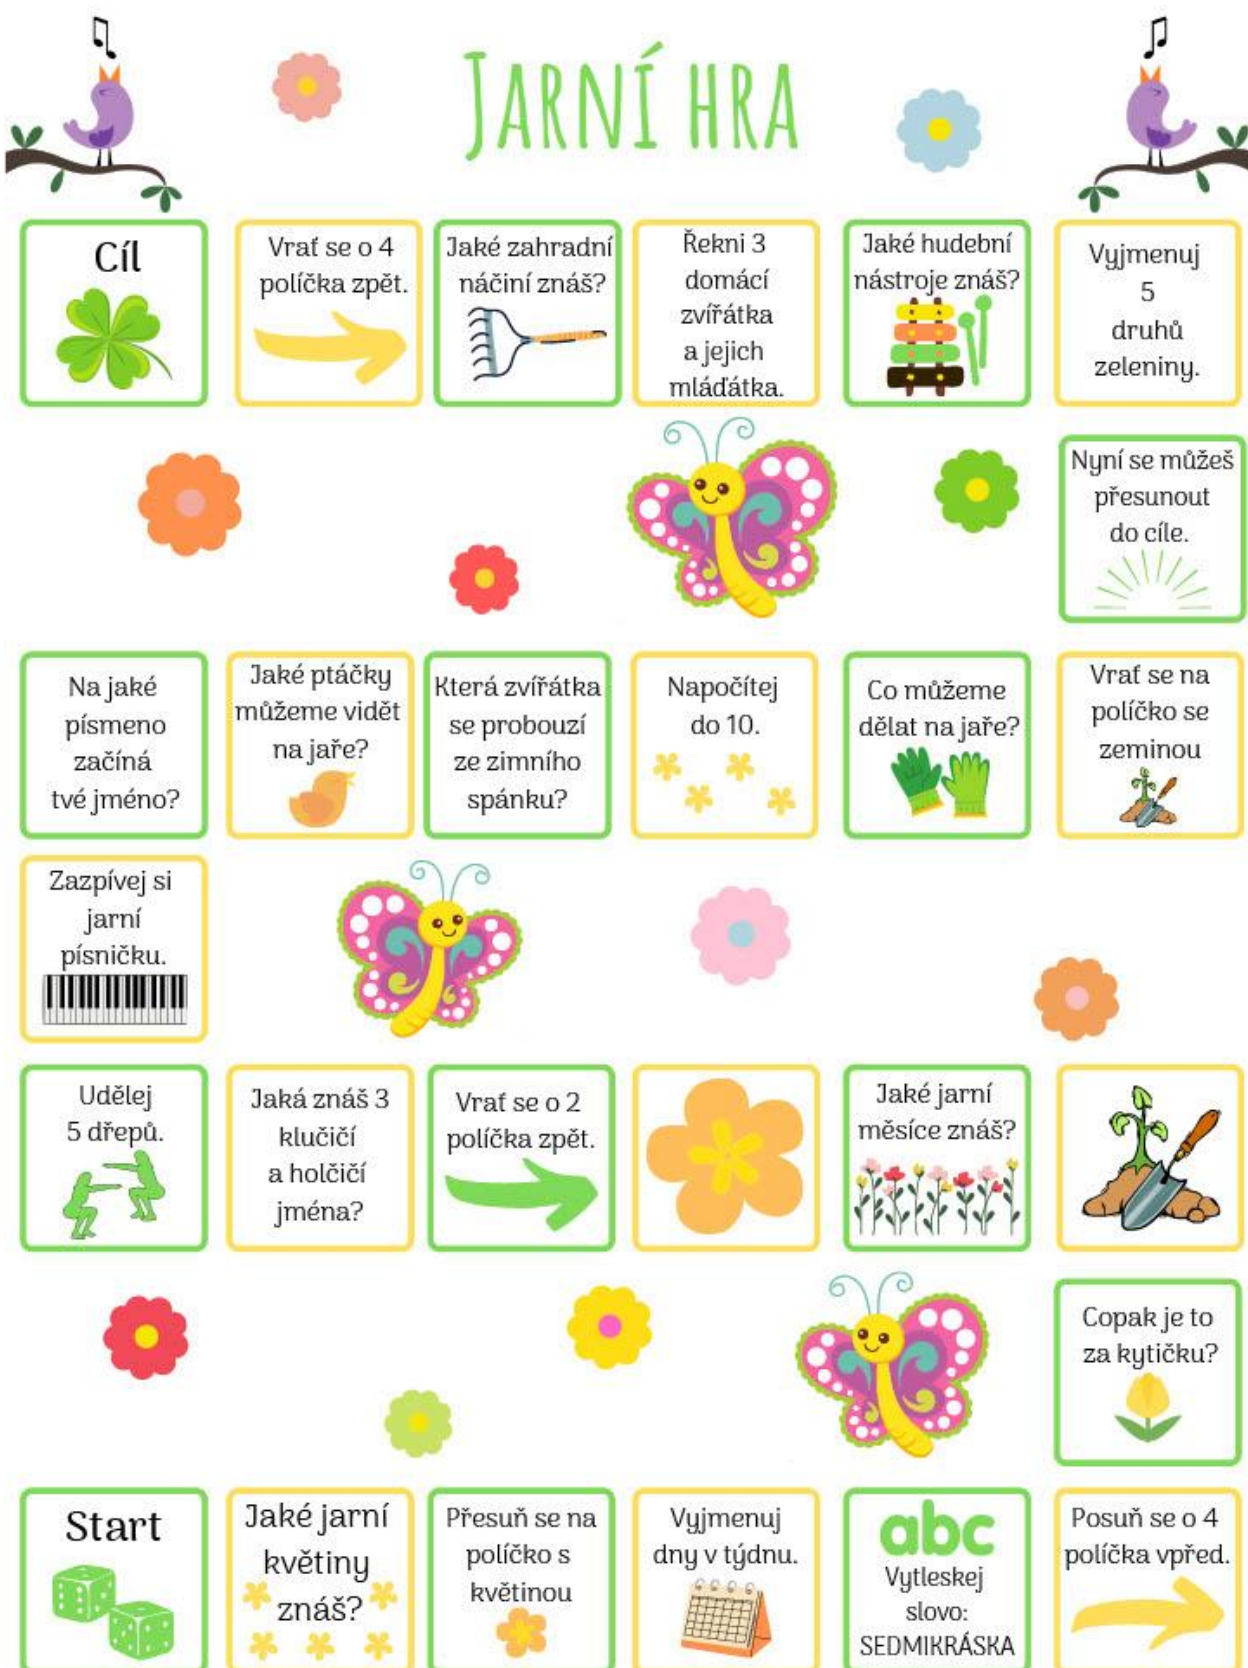 JARNÍ HRA
Cíl
Vrať se o 4
políčka zpět.
Jaké zahradní
náčiní znáš?
Řekni 3
domácí
zvířátka
a jejich
mláďátka.
Jaké hudební
nástroje znáš?
Vyjmenuj
5
druhů
zeleniny.
Nyní se můžeš
přesunout
do cíle.
Na jaké
písmeno
začíná
tvé jméno?
Jaké ptáčky
můžeme vidět
na jaře?
Která zvířátka
se probouzí
ze zimního
spánku?
Napočítej
do 10.
Co můžeme
dělat na jaře?
Vrať se na
políčko se
zeminou
Zazpívej si
jarní
písničku.
Udělej
5 dřepů.
Jaká znáš 3
klučičí
a holčičí
jména?
Vrať se o 2
políčka zpět.
Jaké jarní
měsíce znáš?
Copak je to
za kytičku?
Start
Jaké jarní
květiny
znáš?
Přesuň se na
políčko s
květinou
Vyjmenuj
dny v týdnu.
abc
Vytleskej
slovo:
SEDMIKRÁSKA
Posuň se o 4
políčka vpřed.